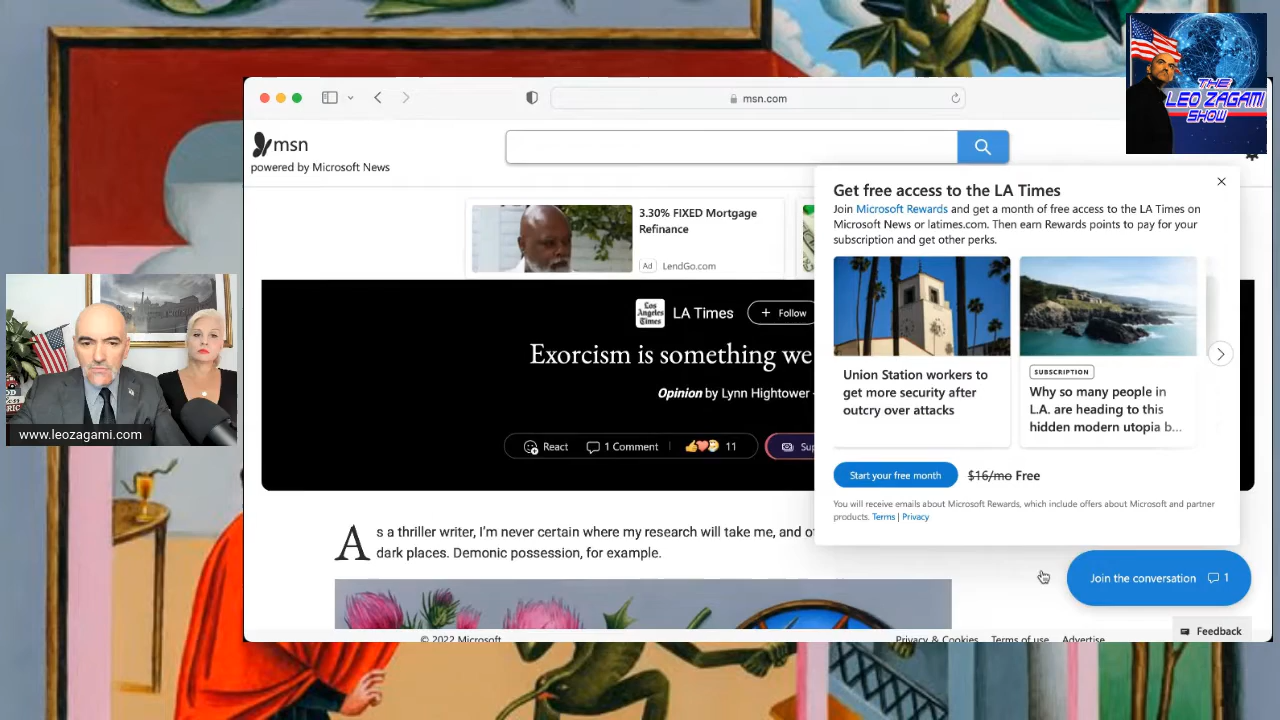 THE
LEO ZAGAMI
SHOW
msn.com
msn
powered by Microsoft News
3.30% FIXED Mortgage
Refinance
Ad LendGo.com
Los
Angeles
Times
LA Times
+ Follow
Exorcism is something we
Opinion by Lynn Hightower
React
1 Comment
11
Sup
Get free access to the LA Times
Join Microsoft Rewards and get a month of free access to the LA Times on
Microsoft News or latimes.com. Then earn Rewards points to pay for your
subscription and get other perks.
Union Station workers to
get more security after
outcry over attacks
SUBSCRIPTION
Why so many people in
L.A. are heading to this
hidden modern utopia b...
Start your free month
$16/mo Free
You will receive emails about Microsoft Rewards, which include offers about Microsoft and partner
products. Terms | Privacy
www.leozagami.com
As a thriller writer, I'm never certain where my research will take me, and o
dark places. Demonic possession, for example.
Join the conversation 1
Feedback
© 2022 Microsoft
Privacy & Cookies
Terms of use
Advertise